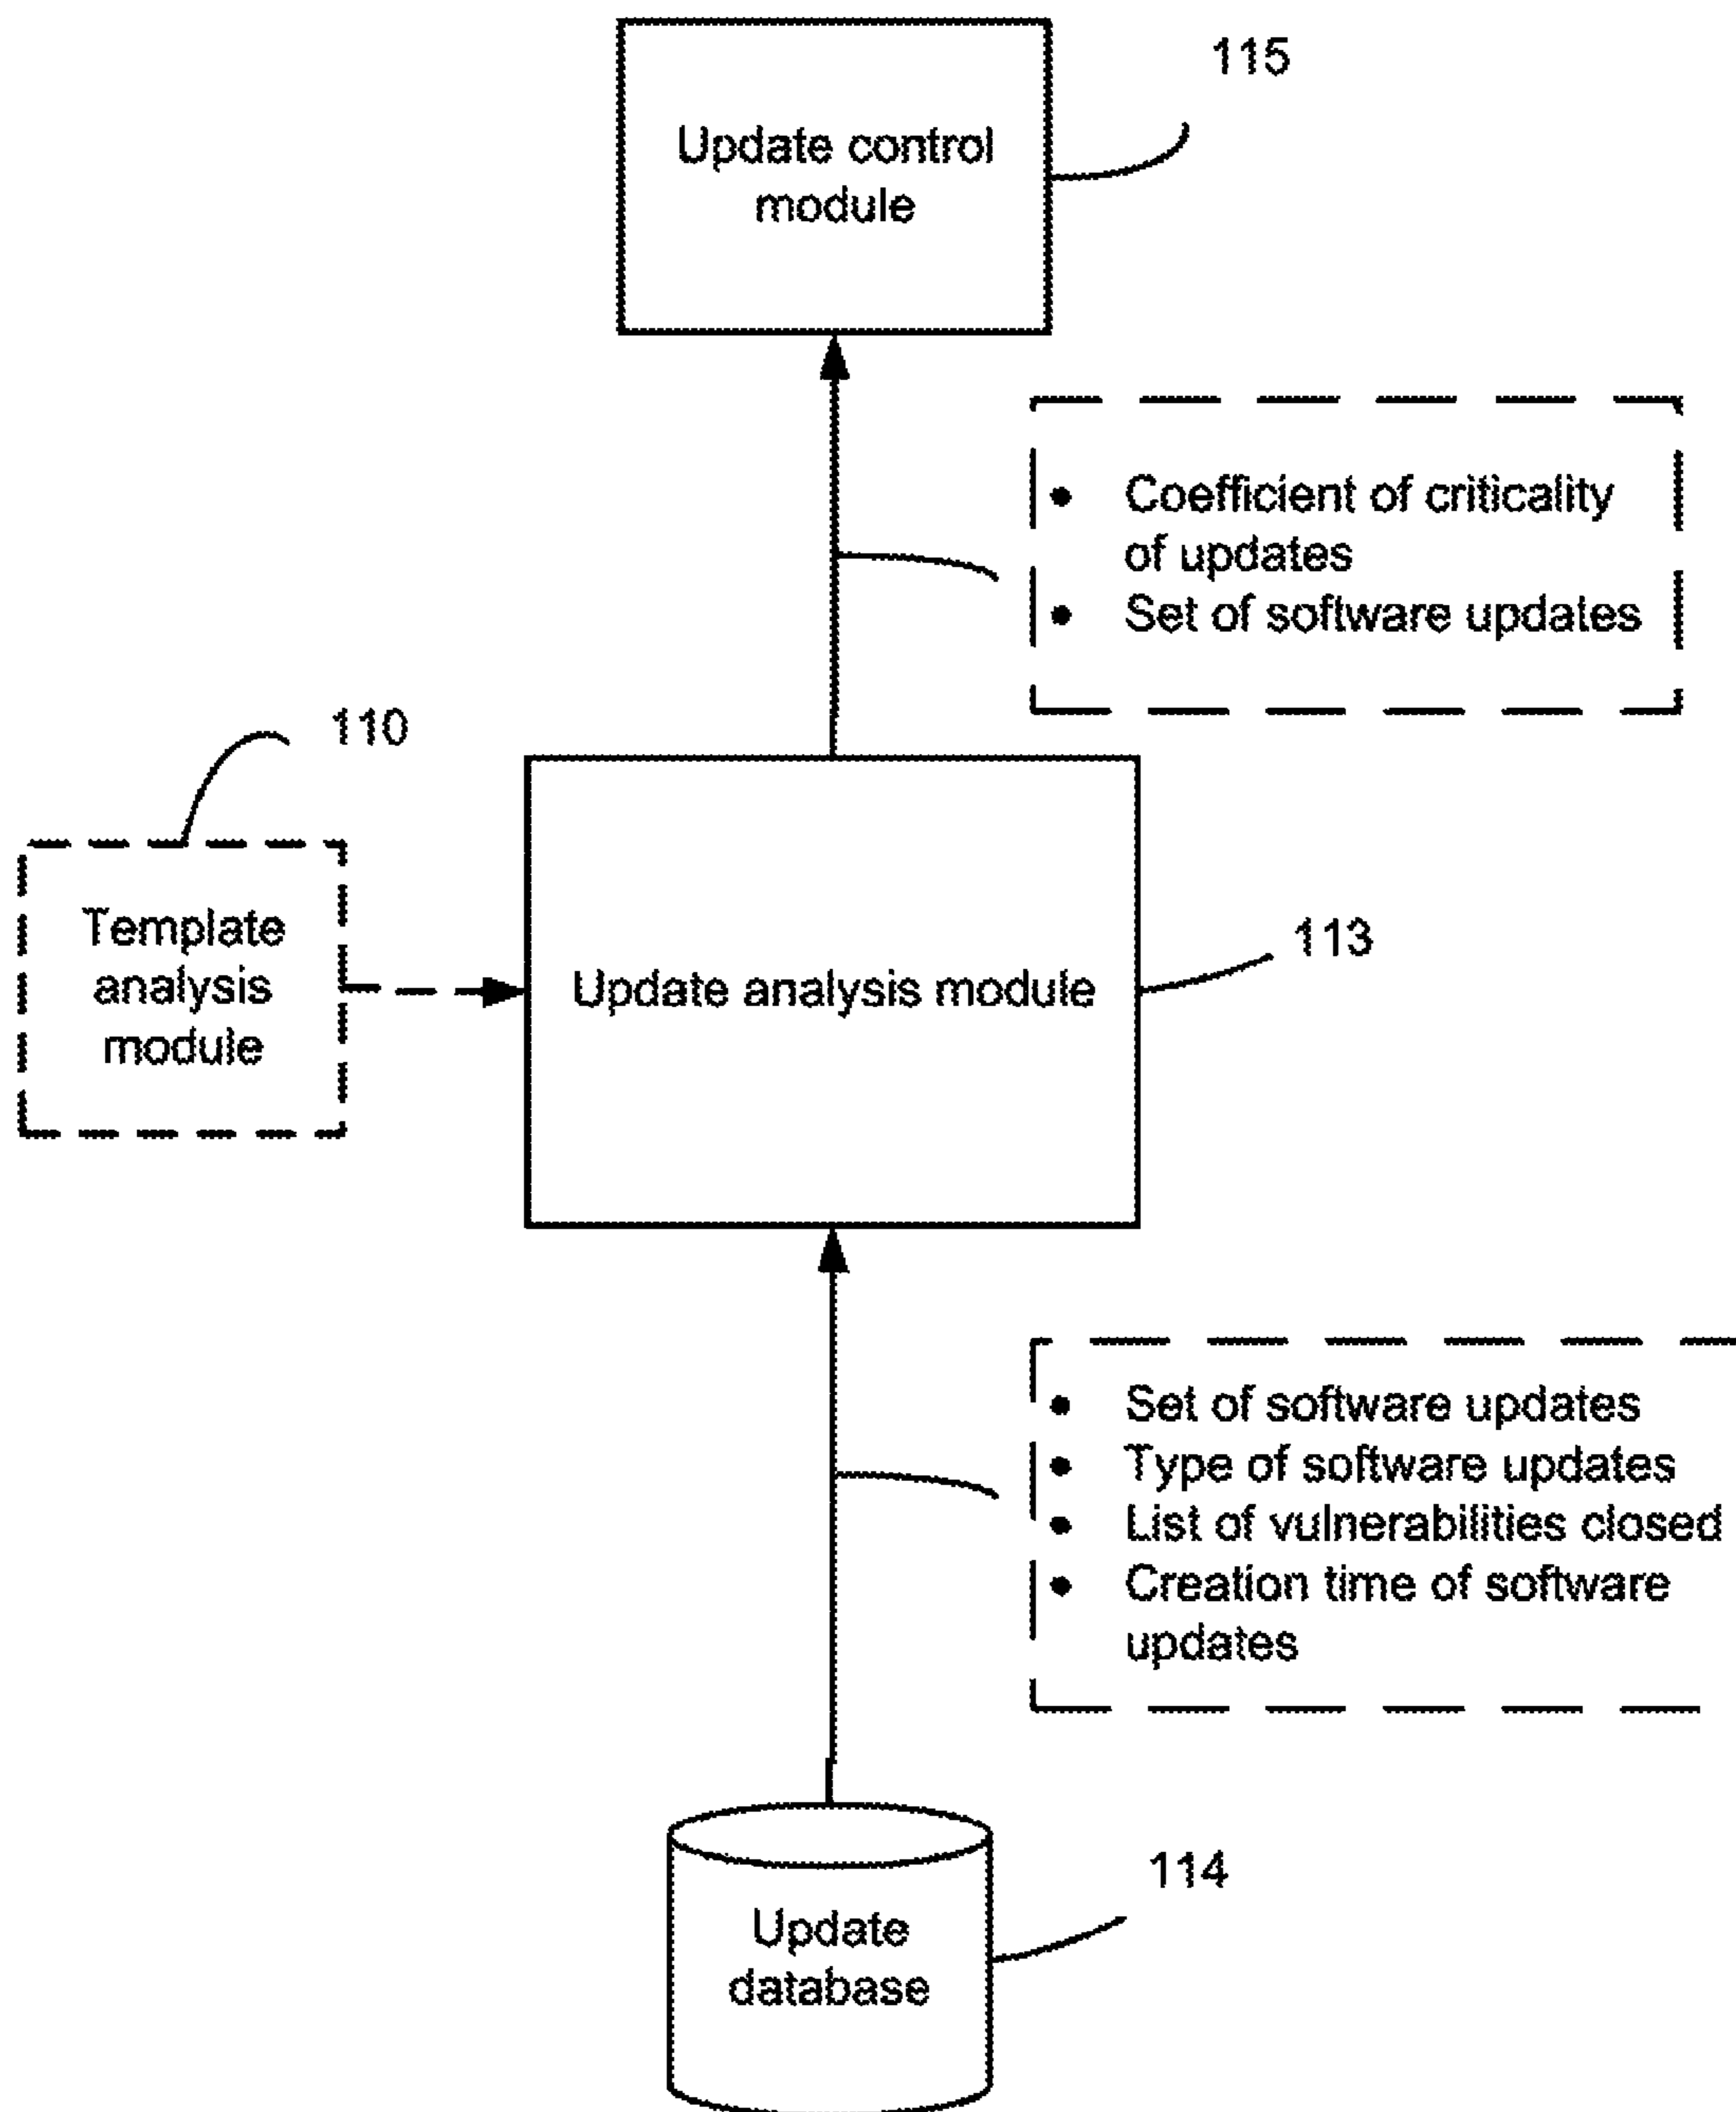 115
Update control
module
• Coefficient of criticality
of updates
• Set of software updates
110
Template
analysis
module
113
Update analysis module
• Set of software updates
• Type of software updates
• List of vulnerabilities closed
• Creation time of software
updates
114
Update
database